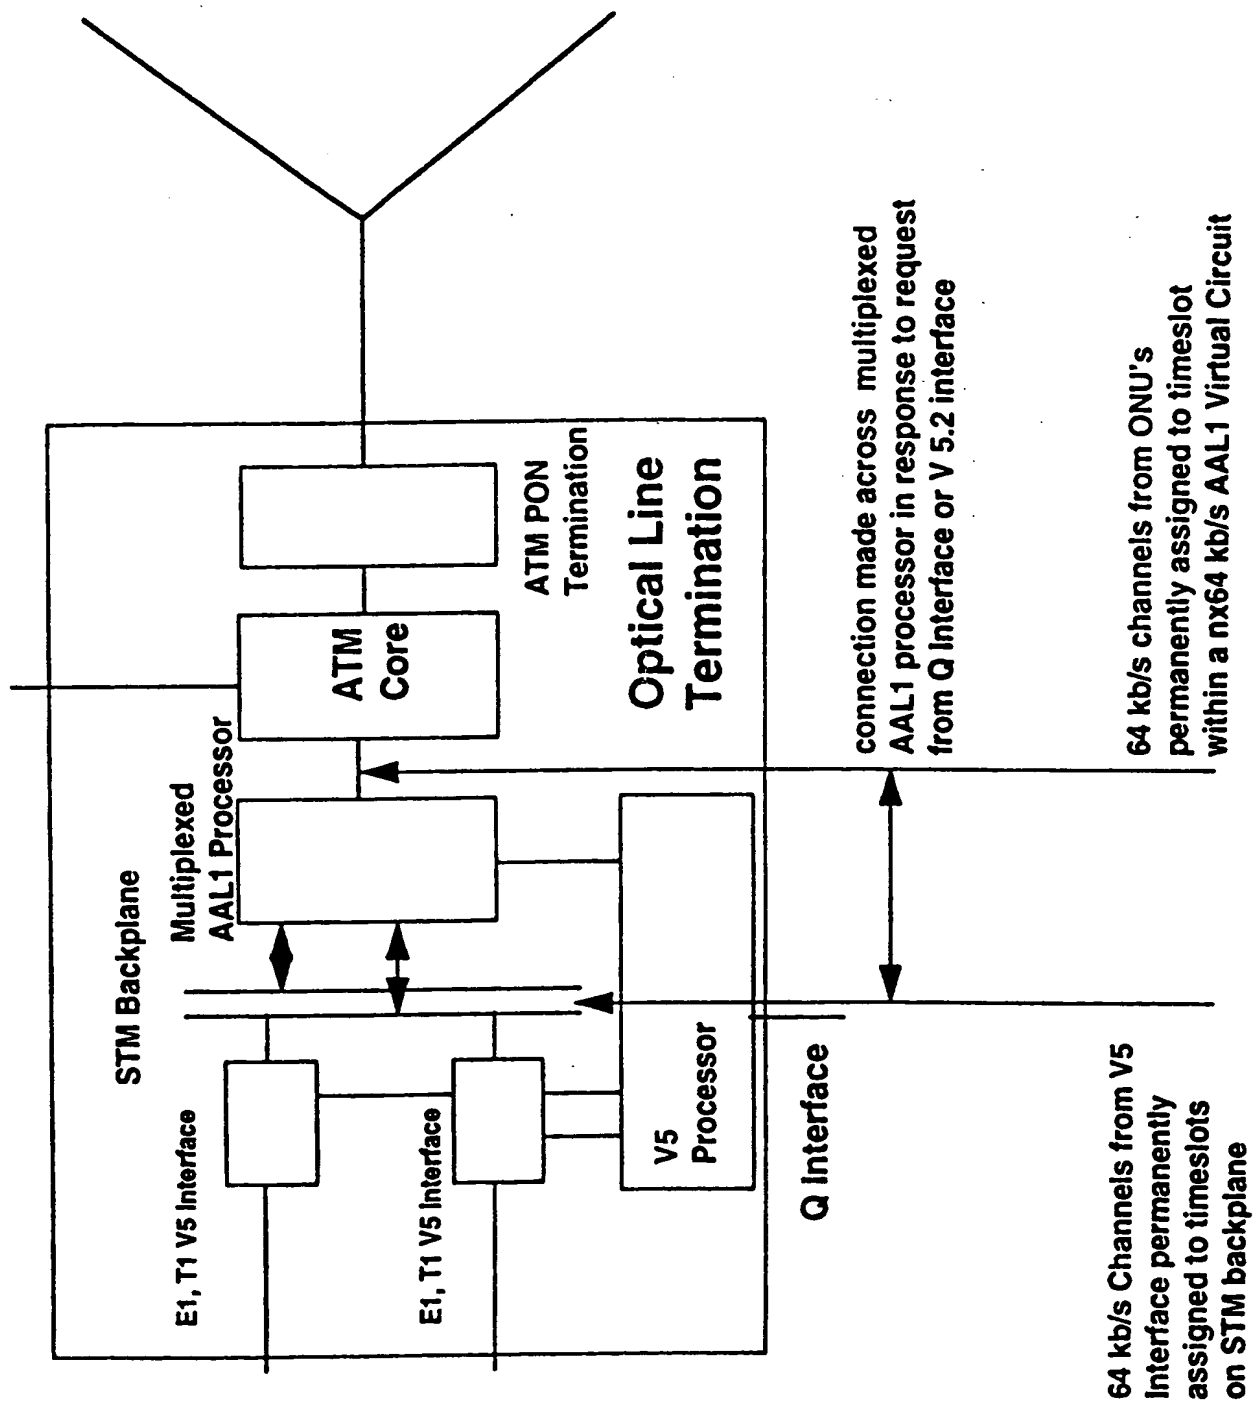 STM Backplane
Multiplexed
AAL1 Processor
E1, T1 V5 Interface
E1, T1 V5 Interface
ATM
Core
ATM PON
Termination
Optical Line
Termination
V5
Processor
Q Interface
connection made across multiplexed
AAL1 processor in response to request
from Q Interface or V 5.2 interface
64 kb/s Channels from V5
Interface permanently
assigned to timeslots
on STM backplane
64 kb/s channels from ONU's
permanently assigned to timeslot
within a nx64 kb/s AAL1 Virtual Circuit